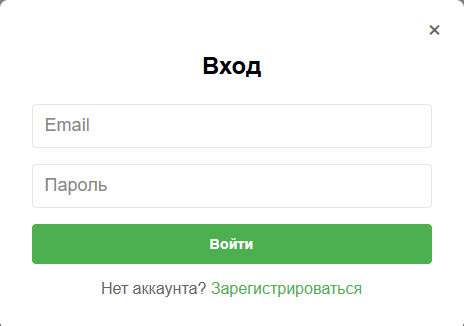 ×
Вход
Email
Пароль
Войти
Нет аккаунта? Зарегистрироваться